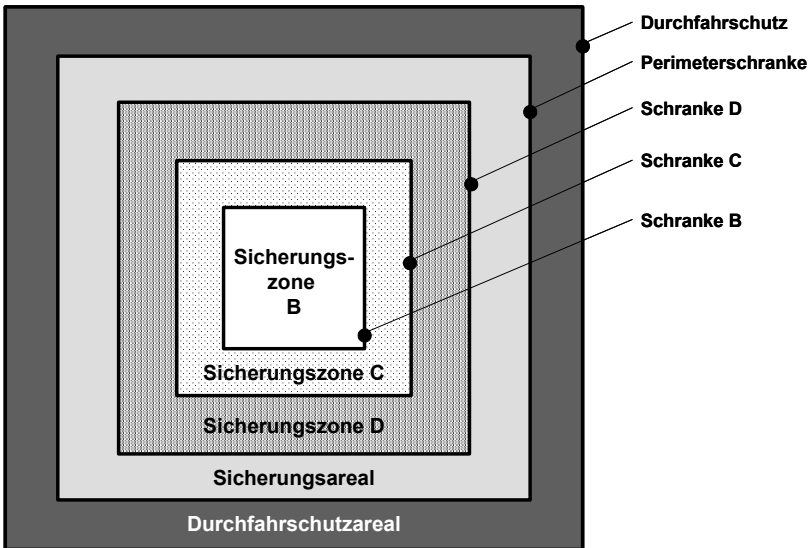 Durchfahrschutz
Perimeterschranke
Schranke D
Schranke C
Schranke B
Sicherungs-
zone
B
Sicherungszone C
Sicherungszone D
Sicherungsareal
Durchfahrschutzareal